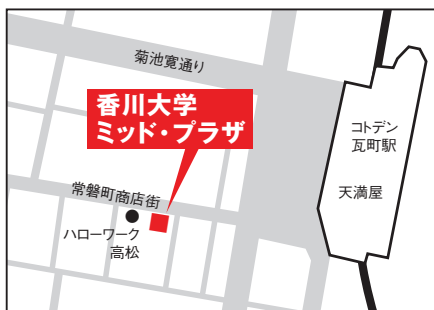 菊池寛通り
香川大学
ミッド・プラザ
コトデン
瓦町駅
天満屋
常磐町商店街
ハローワーク
高松